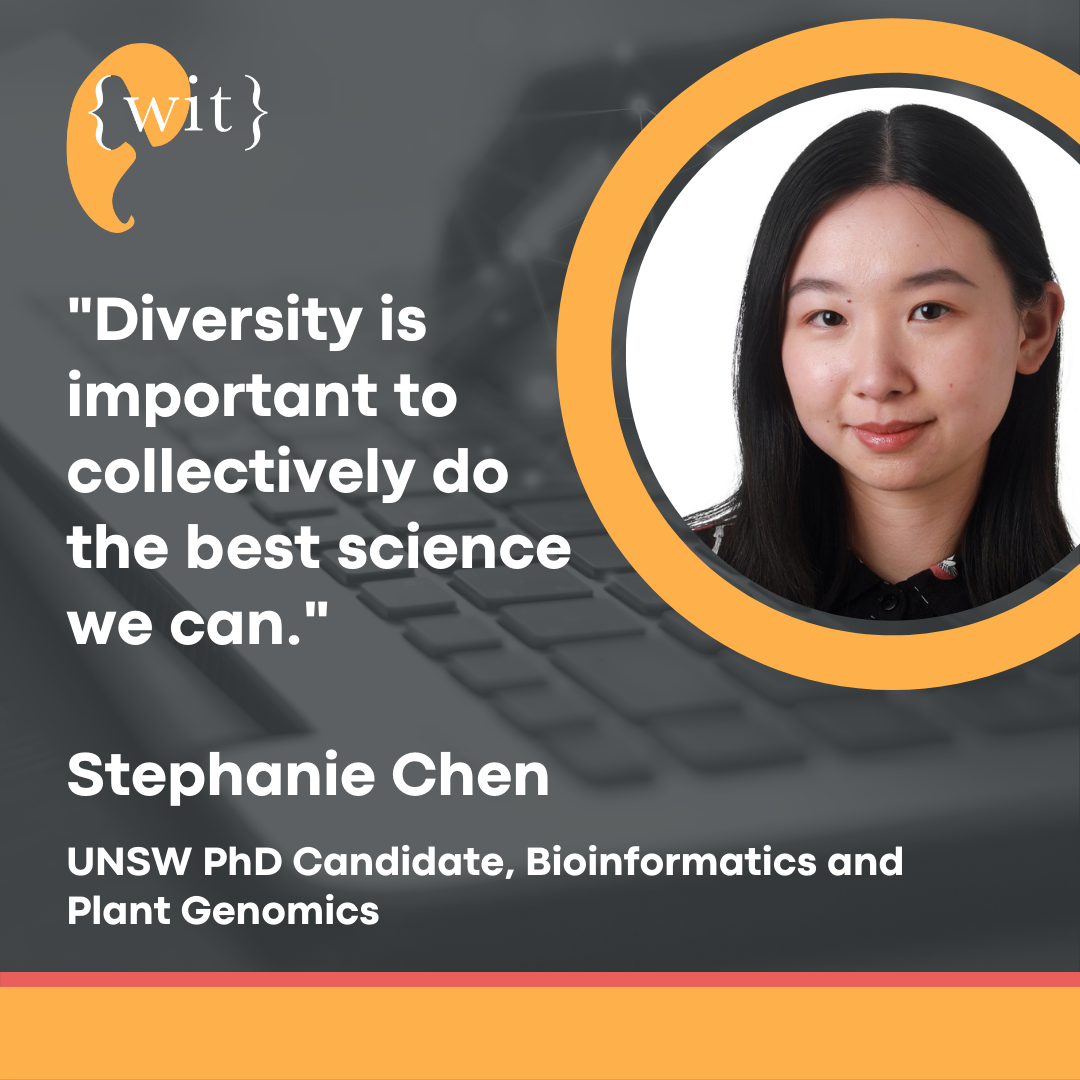 {wit}
"Diversity is
important to
collectively do
the best science
we can."
Stephanie Chen
UNSW PhD Candidate, Bioinformatics and
Plant Genomics